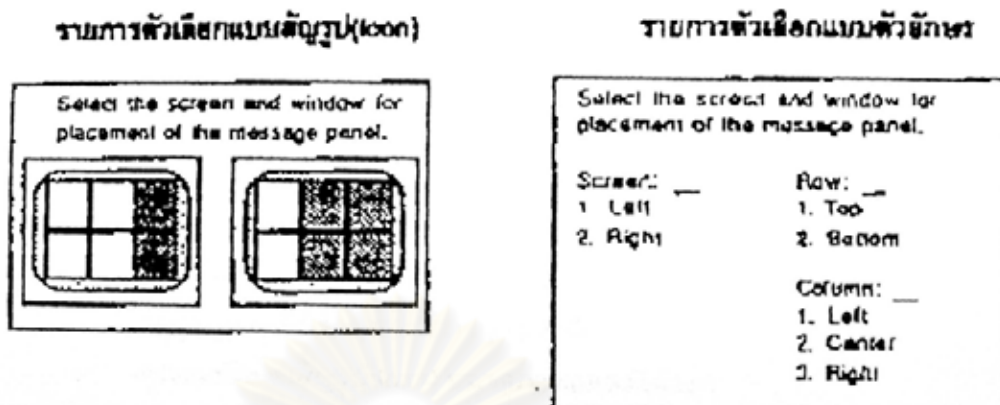 รายการตัวเลือกแบบสัญรูป(icon)
Select the screen and window for
placement of the message panel.
รายการตัวเลือกแบบตัวอักษร
Select the screen and window for
placement of the message panel.
Screen: __
1. Left
2. Right
Row: __
1. Top
2. Bottom
Column: __
1. Left
2. Center
3. Right